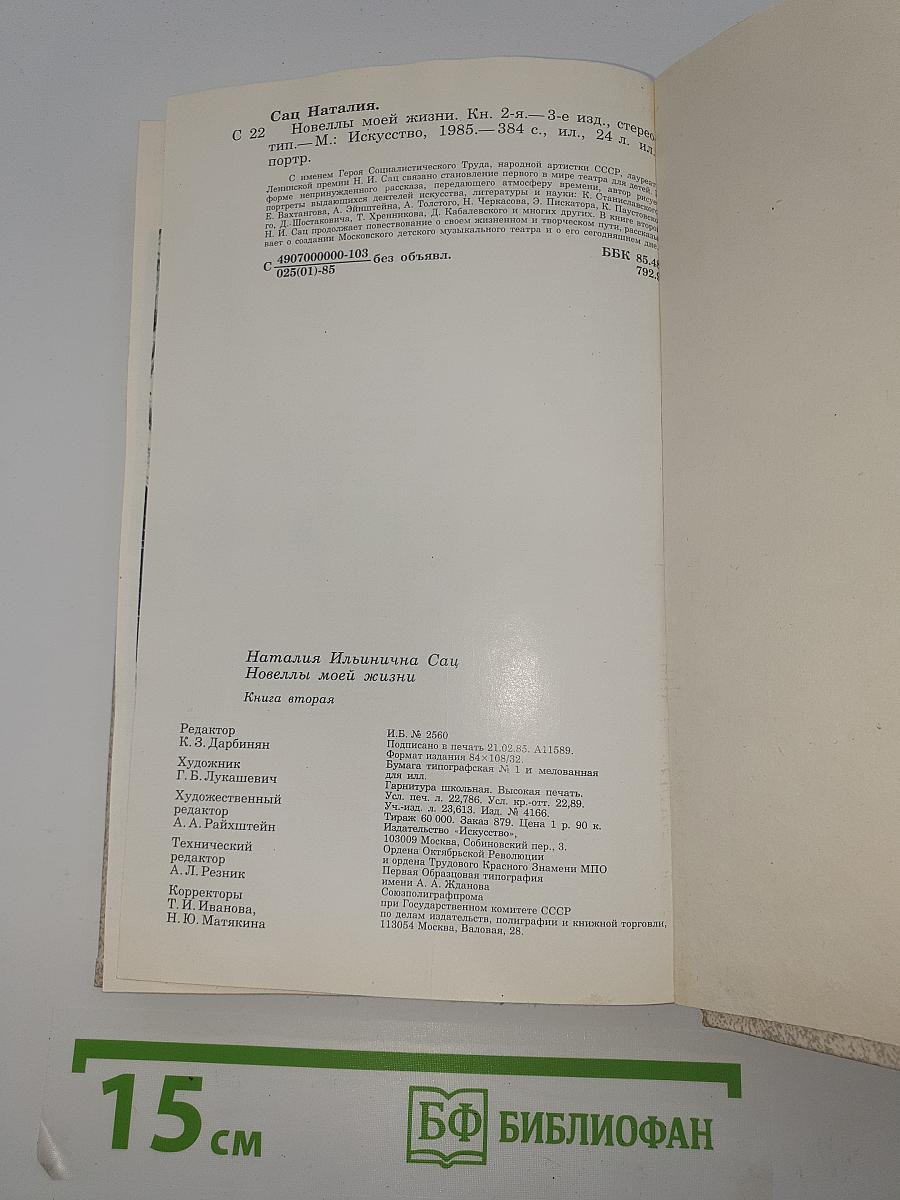 Сац Наталия.
С 22 Новеллы моей жизни. Кн. 2-я.— 3-е изд., стерео-
тип.— М.: Искусство, 1985.— 384 с., ил., 24 л. ил.,
портр.
С именем Героя Социалистического Труда, народной артистки СССР, лауреата
Ленинской премии Н. И. Сац связано становление первого в мире театра для детей. В
форме непринужденного рассказа, передающего атмосферу времени, автор рисует
портреты выдающихся деятелей искусства, литературы и науки: К. Станиславского,
Е. Вахтангова, А. Эйнштейна, А. Толстого, Н. Черкасова, Э. Пискатора, К. Паустовско-
го, Д. Шостаковича, Т. Хренникова, Д. Кабалевского и многих других. В книге второй
Н. И. Сац продолжает повествование о своем жизненном и творческом пути, рассказы-
вает о создании Московского детского музыкального театра и о его сегодняшнем дне.
С 4907000000-103 без объявл.
025(01)-85
ББК 85.4
792.
Наталия Ильинична Сац
Новеллы моей жизни
Книга вторая
Редактор
К. З. Дарбинян
Художник
Г. Б. Лукашевич
Художественный
редактор
А. А. Райхштейн
Технический
редактор
А. Л. Резник
Корректоры
Т. И. Иванова,
Н. Ю. Матякина
И.Б. № 2560
Подписано в печать 21.02.85. А11589.
Формат издания 84×108/32.
Бумага типографская № 1 и мелованная
для илл.
Гарнитура школьная. Высокая печать.
Усл. печ. л. 22,786. Усл. кр.-отт. 22,89.
Уч.-изд. л. 23,613. Изд. № 4166.
Тираж 60 000. Заказ 879. Цена 1 р. 90 к.
Издательство «Искусство»,
103009 Москва, Собиновский пер., 3.
Ордена Октябрьской Революции
и ордена Трудового Красного Знамени МПО
Первая Образцовая типография
имени А. А. Жданова
Союзполиграфпрома
при Государственном комитете СССР
по делам издательств, полиграфии и книжной торговли,
113054 Москва, Валовая, 28.
15 см
БФ БИБЛИОФАН